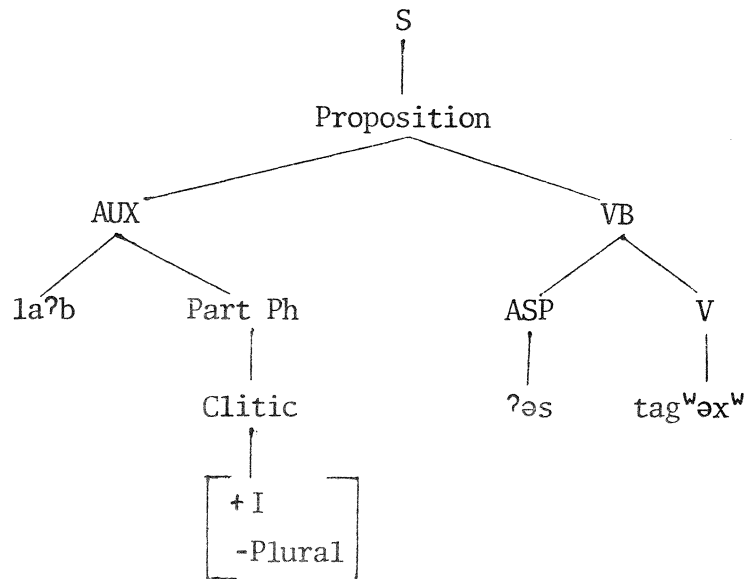 S
Proposition
AUX VB
laʔb Part Ph ASP V
Clitic ʔəs tagʷəxʷ
+ I
-Plural